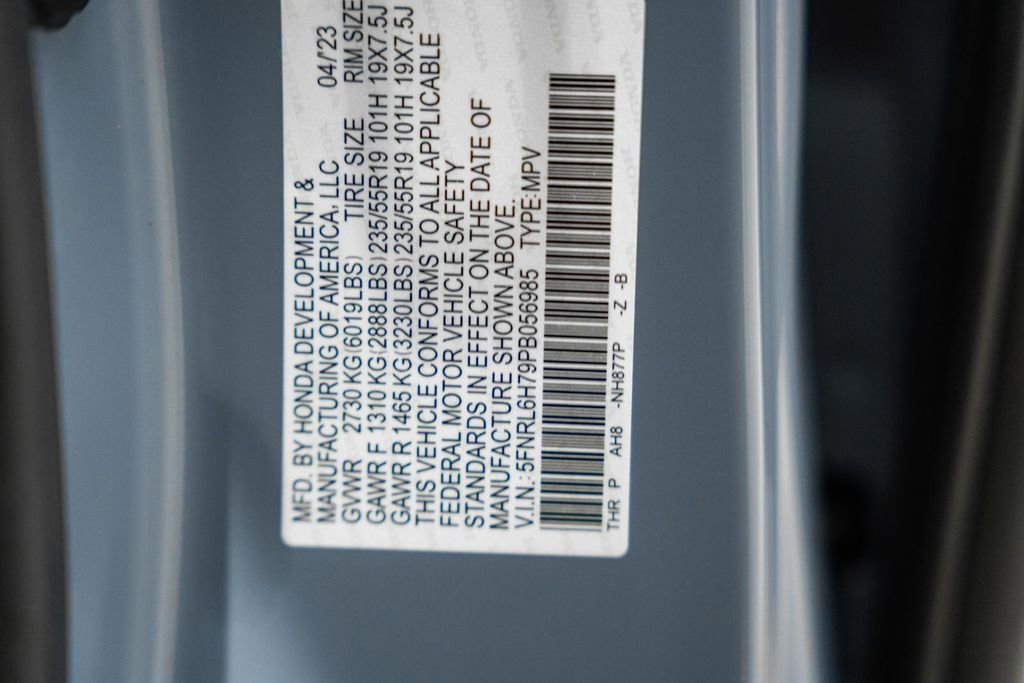 MFD. BY HONDA DEVELOPMENT &
MANUFACTURING OF AMERICA, LLC 04/'23
GVWR 2730 KG(6019LBS) TIRE SIZE RIM SIZE
GAWR F 1310 KG(2888LBS) 235/55R19 101H 19X7.5J
GAWR R 1465 KG(3230LBS) 235/55R19 101H 19X7.5J
THIS VEHICLE CONFORMS TO ALL APPLICABLE
FEDERAL MOTOR VEHICLE SAFETY
STANDARDS IN EFFECT ON THE DATE OF
MANUFACTURE SHOWN ABOVE.
V.I.N.: 5FNRL6H79PB056985 TYPE:MPV
THR P AH8 -NH877P -Z -B